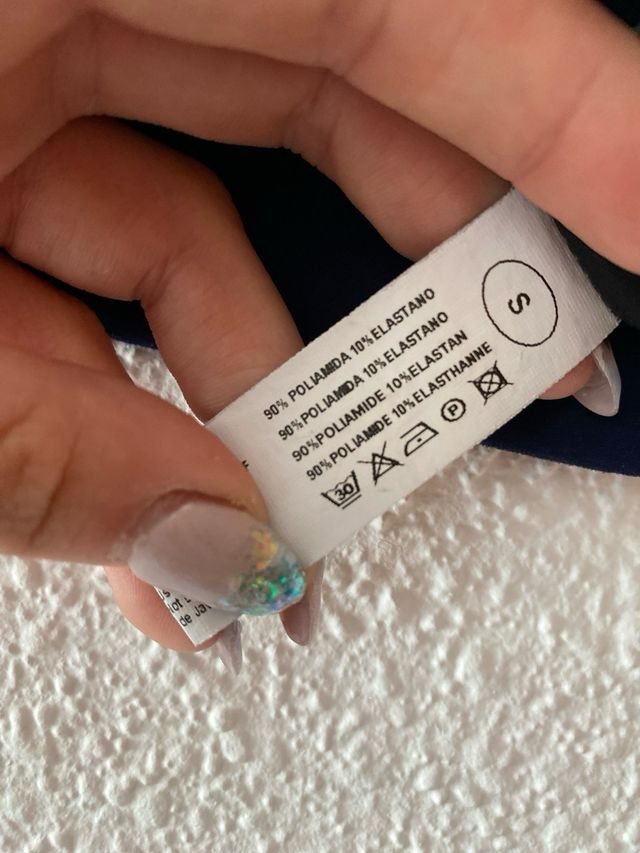 S
90% POLIAMIDA 10% ELASTANO
90% POLIAMIDA 10% ELASTANO
90% POLIAMIDE 10% ELASTAN
90% POLIAMIDE 10% ELASTHANNE
30 P